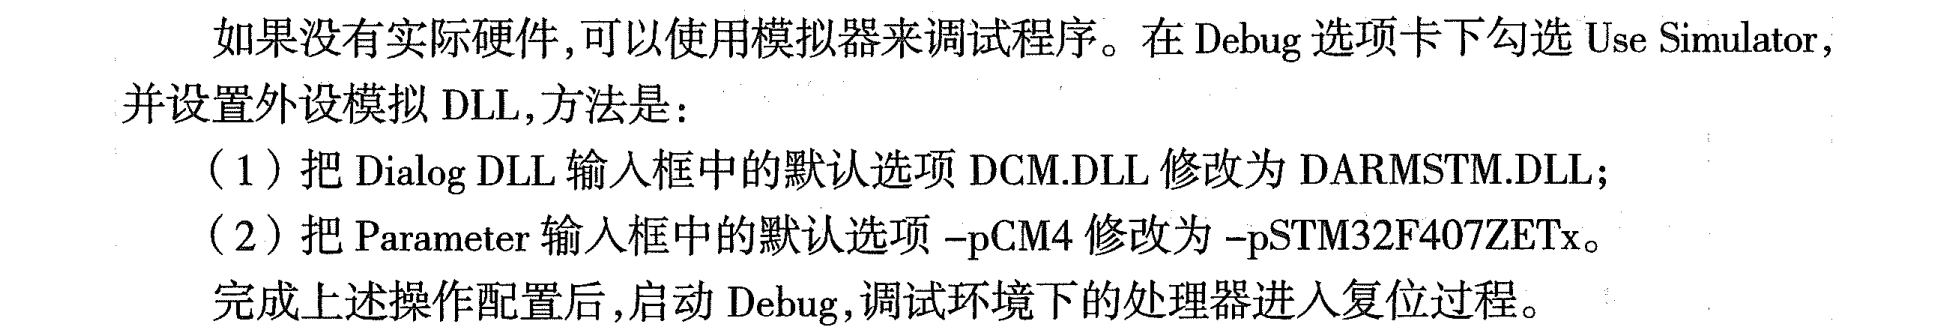 如果没有实际硬件,可以使用模拟器来调试程序。在 Debug 选项卡下勾选 Use Simulator,
并设置外设模拟 DLL,方法是:
(1)把 Dialog DLL 输入框中的默认选项 DCM.DLL 修改为 DARMSTM.DLL;
(2)把 Parameter 输入框中的默认选项 –pCM4 修改为 –pSTM32F407ZETx。
完成上述操作配置后,启动 Debug,调试环境下的处理器进入复位过程。